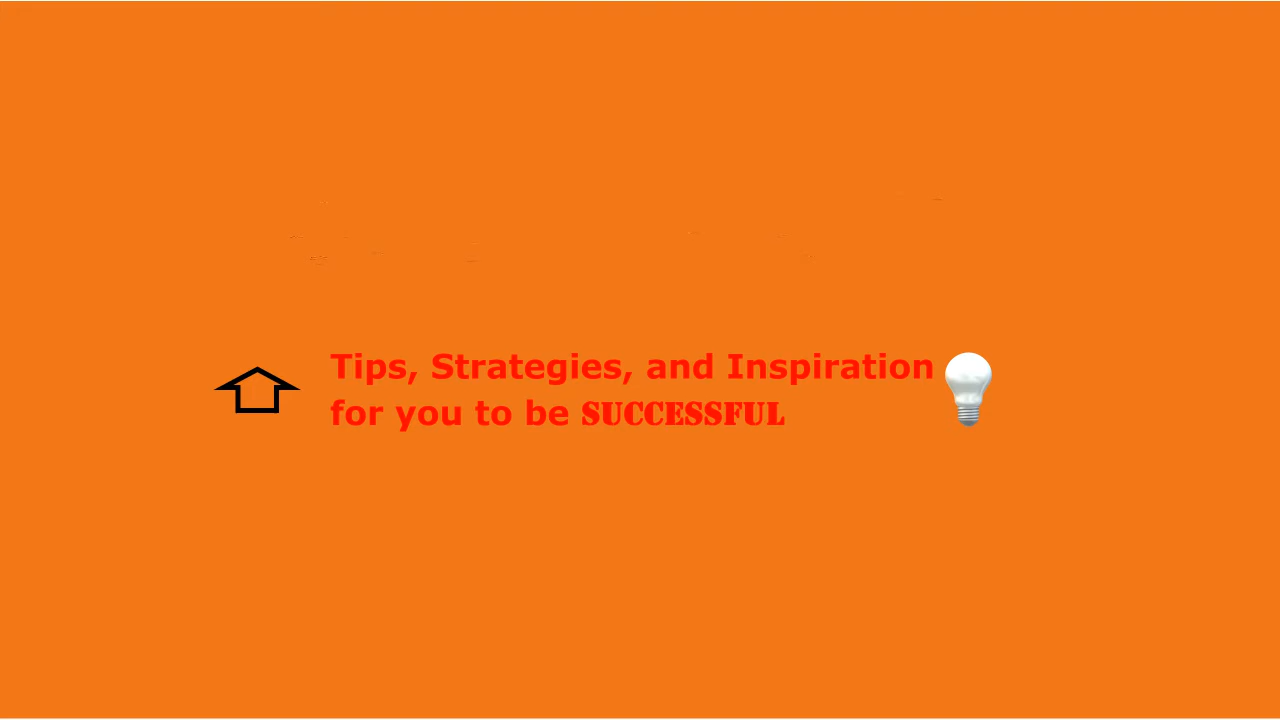 Tips, Strategies, and Inspiration
for you to be SUCCESSFUL